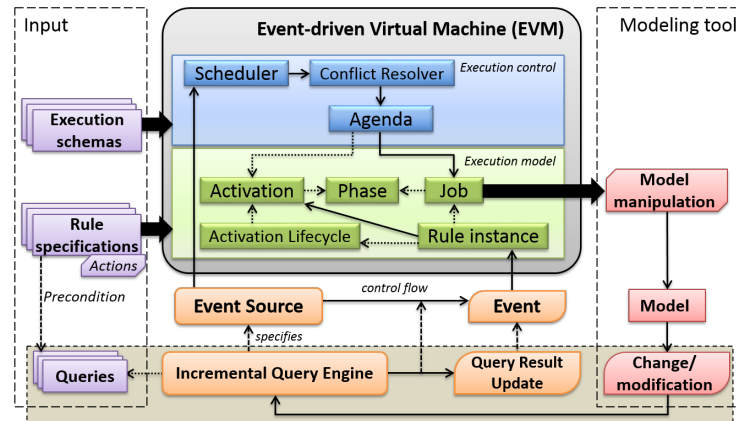 Input
Event-driven Virtual Machine (EVM)
Modeling tool
Scheduler
Conflict Resolver
Execution control
Agenda
Execution
schemas
Execution model
Activation
Phase
Job
Model
manipulation
Rule
specifications
Actions
Activation Lifecycle
Rule instance
Precondition
Event Source
control flow
Event
Model
specifies
Queries
Incremental Query Engine
Query Result
Update
Change/
modification